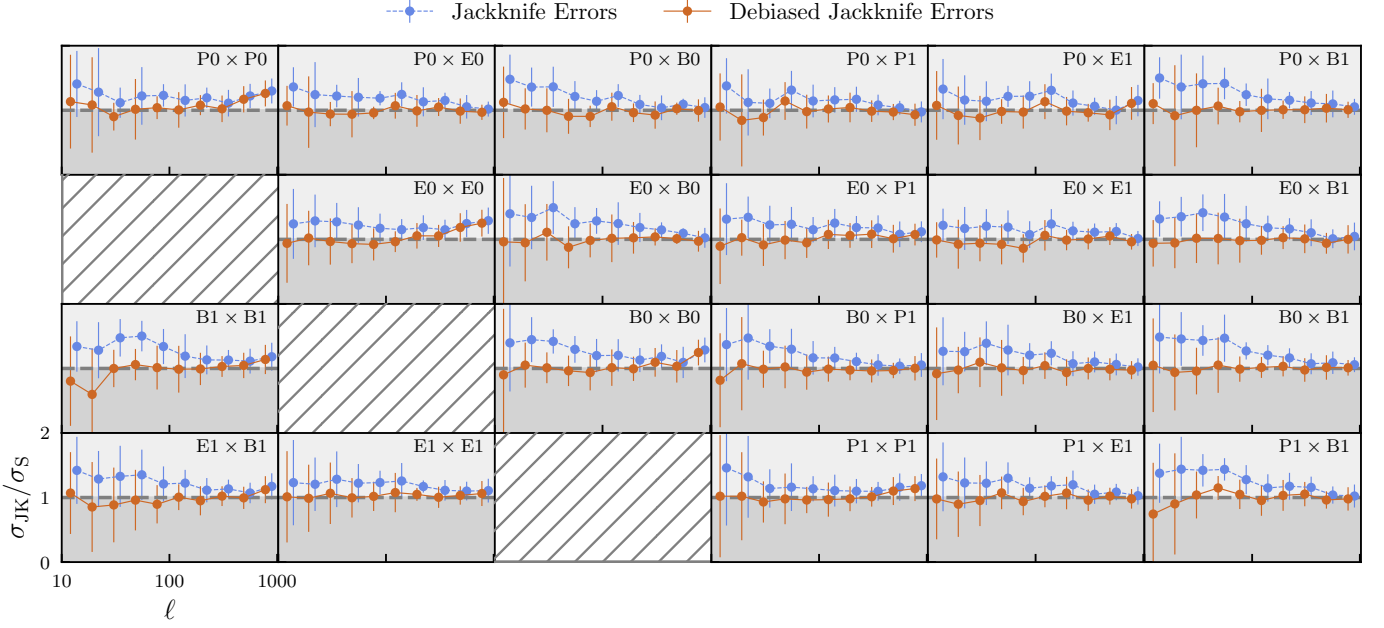 Jackknife Errors Debiased Jackknife Errors
P0 × P0 P0 × E0 P0 × B0 P0 × P1 P0 × E1 P0 × B1
E0 × E0 E0 × B0 E0 × P1 E0 × E1 E0 × B1
B1 × B1 B0 × B0 B0 × P1 B0 × E1 B0 × B1
E1 × B1 E1 × E1 P1 × P1 P1 × E1 P1 × B1
2
1
0
σJK/σS
10 100 1000
ℓ